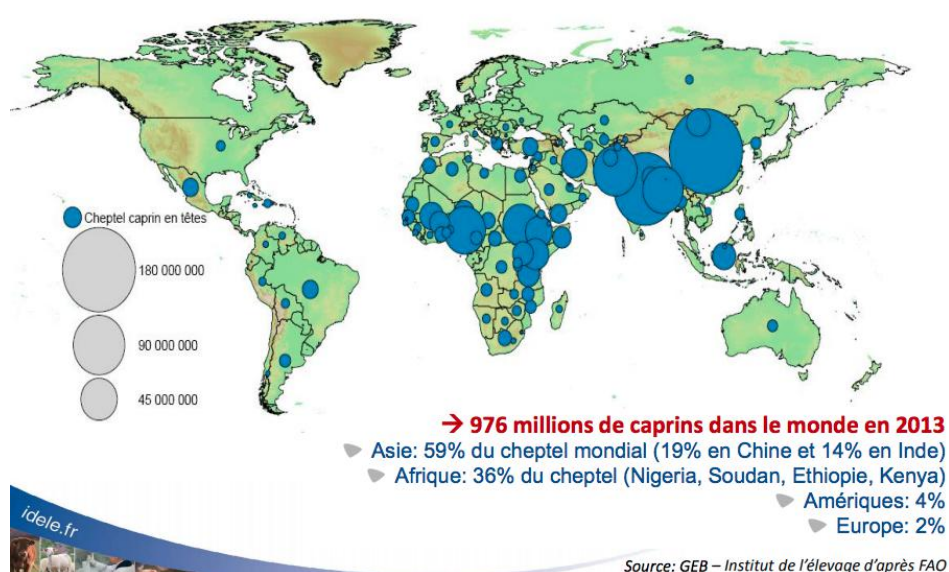 Cheptel caprin en têtes
180 000 000
90 000 000
45 000 000
→ 976 millions de caprins dans le monde en 2013
Asie: 59% du cheptel mondial (19% en Chine et 14% en Inde)
Afrique: 36% du cheptel (Nigeria, Soudan, Ethiopie, Kenya)
Amériques: 4%
Europe: 2%
idele.fr
Source: GEB – Institut de l'élevage d'après FAO